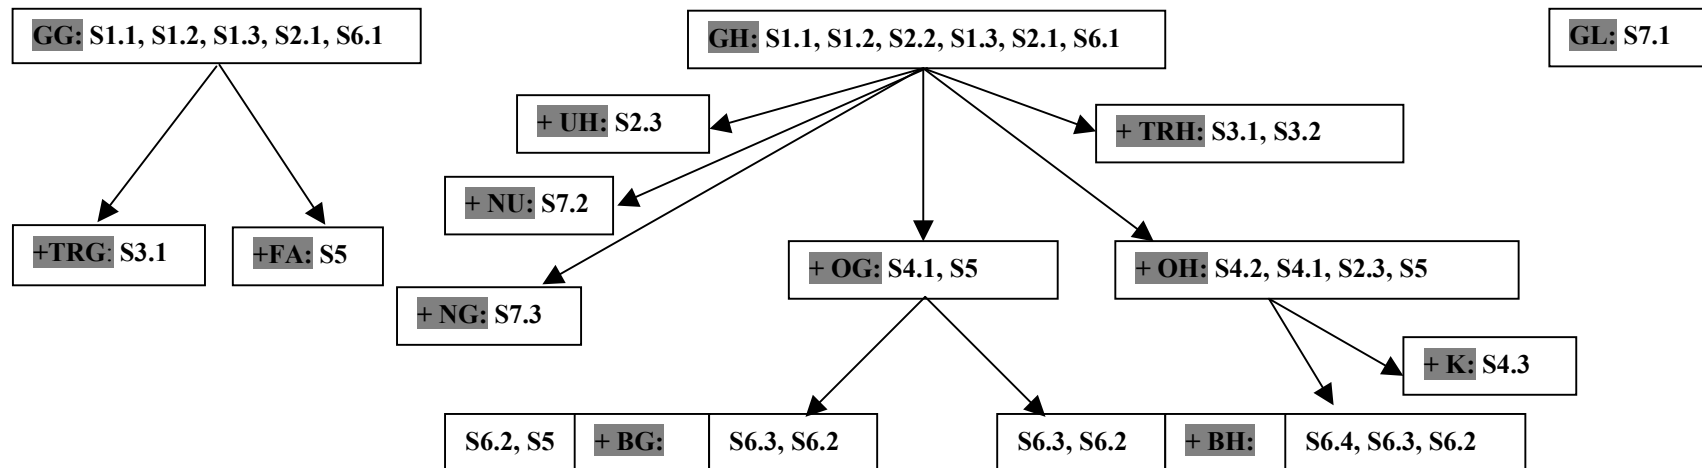 GG: S1.1, S1.2, S1.3, S2.1, S6.1
GH: S1.1, S1.2, S2.2, S1.3, S2.1, S6.1
GL: S7.1
+ UH: S2.3
+ TRH: S3.1, S3.2
+ NU: S7.2
+TRG: S3.1
+FA: S5
+ OG: S4.1, S5
+ OH: S4.2, S4.1, S2.3, S5
+ NG: S7.3
+ K: S4.3
S6.2, S5
+ BG:
S6.3, S6.2
S6.3, S6.2
+ BH:
S6.4, S6.3, S6.2